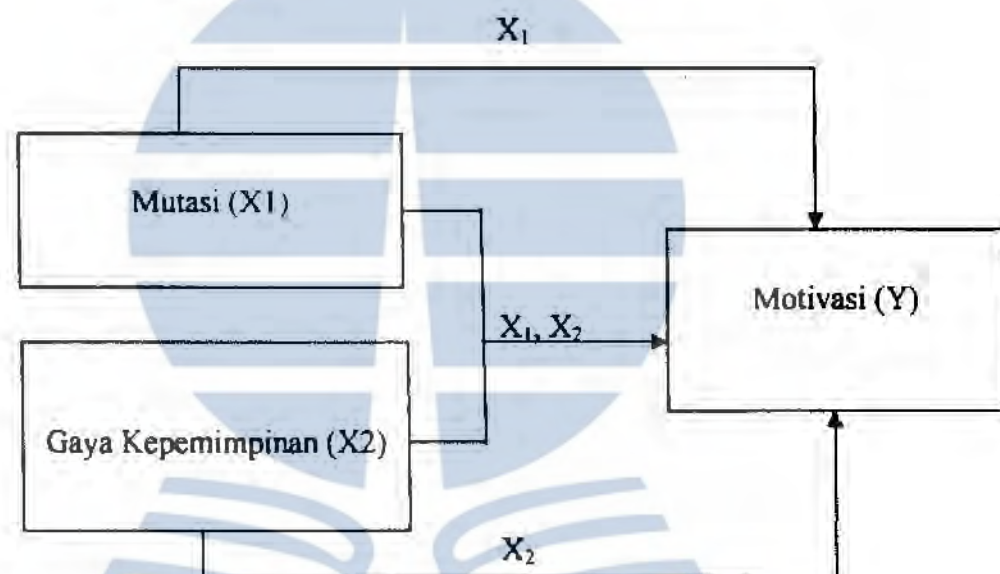 X₁
Mutasi (X1)
Motivasi (Y)
X₁, X₂
Gaya Kepemimpinan (X2)
X₂